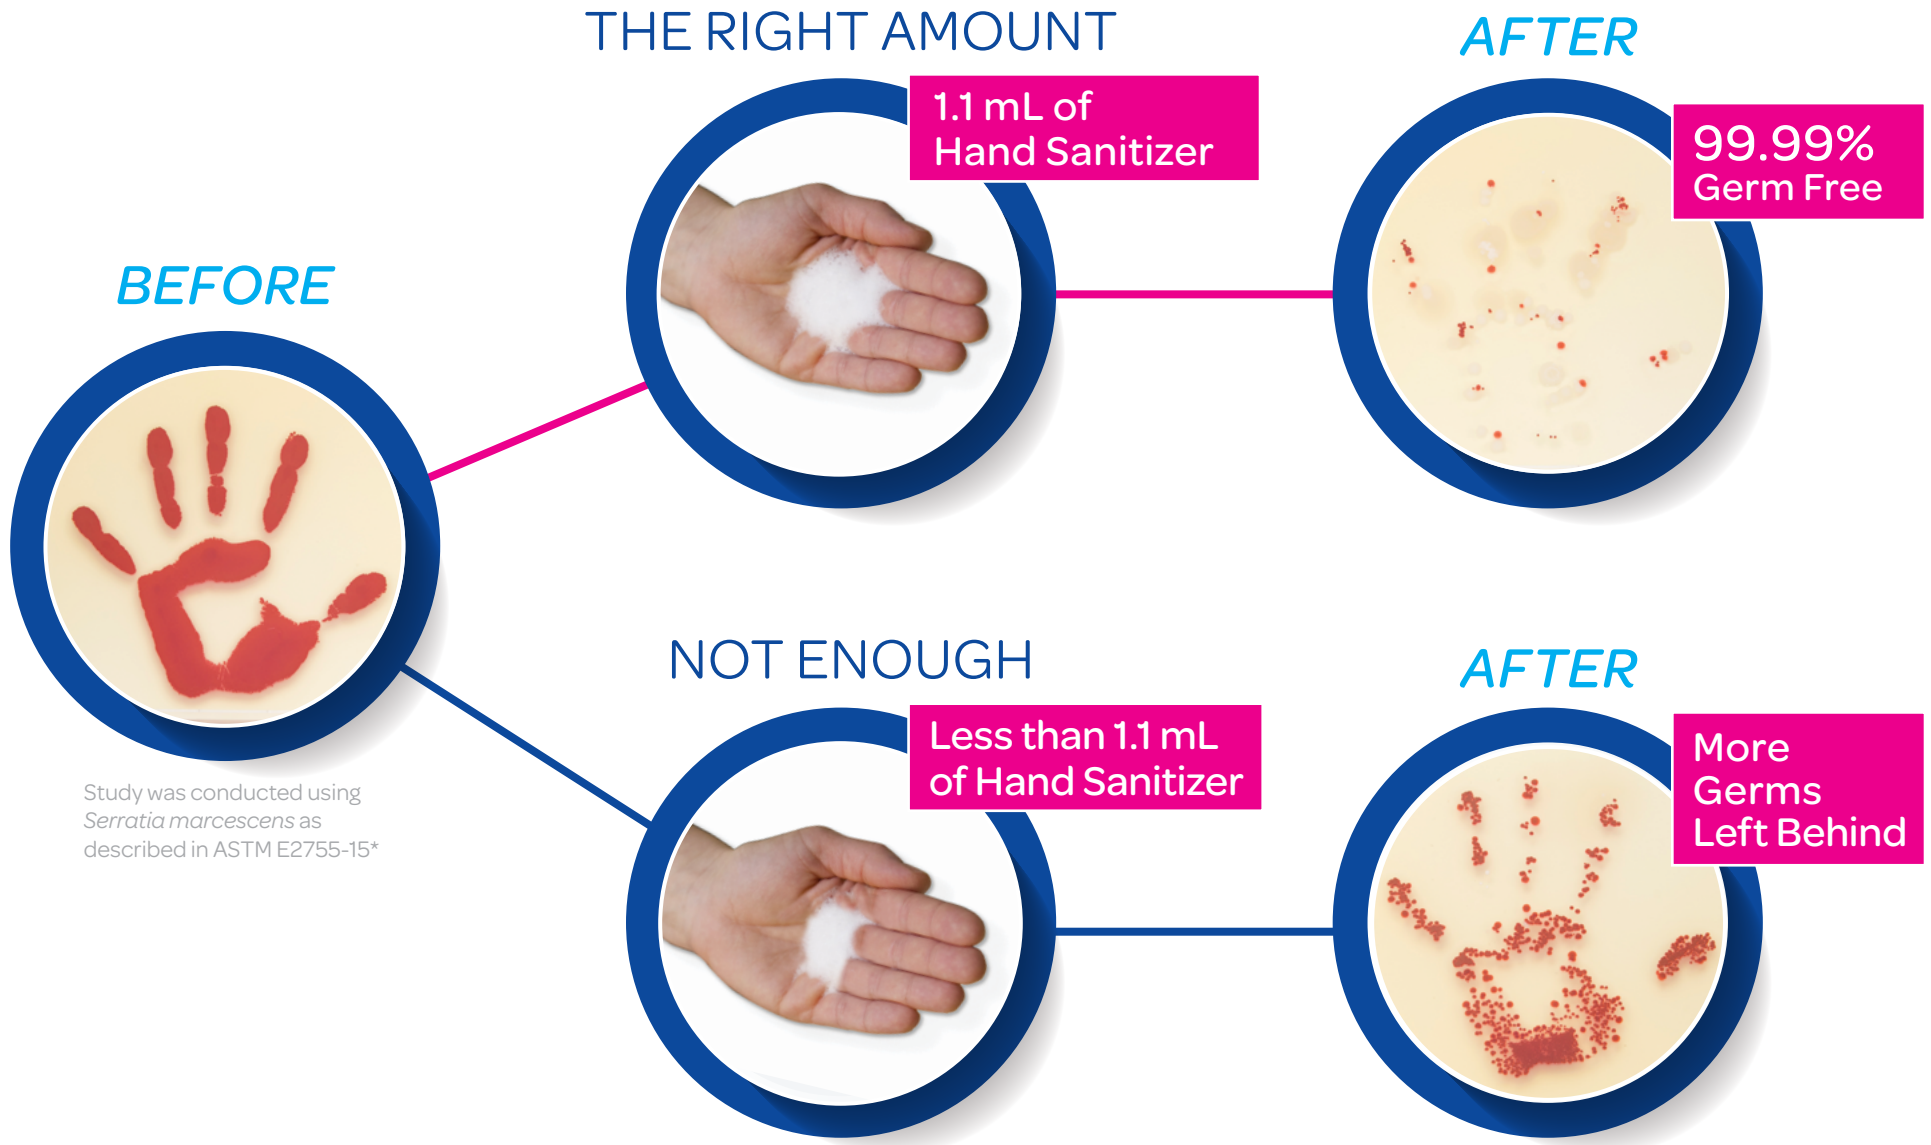 THE RIGHT AMOUNT
1.1 mL of
Hand Sanitizer
AFTER
99.99%
Germ Free
BEFORE
Study was conducted using
Serratia marcescens as
described in ASTM E2755-15*
NOT ENOUGH
Less than 1.1 mL
of Hand Sanitizer
AFTER
More
Germs
Left Behind